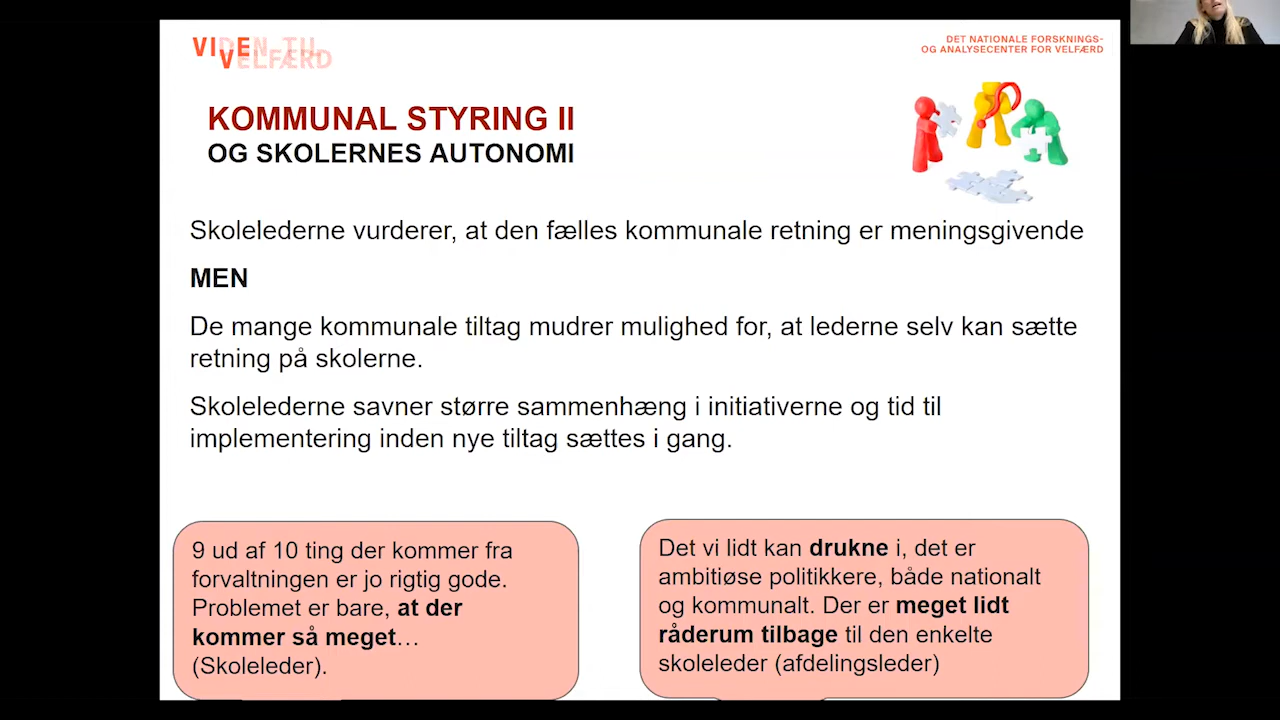 VIDEN TIL
VELFÆRD
DET NATIONALE FORSKNINGS-
OG ANALYSECENTER FOR VELFÆRD
KOMMUNAL STYRING II
OG SKOLERNES AUTONOMI
Skolelederne vurderer, at den fælles kommunale retning er meningsgivende
MEN
De mange kommunale tiltag mudrer mulighed for, at lederne selv kan sætte
retning på skolerne.
Skolelederne savner større sammenhæng i initiativerne og tid til
implementering inden nye tiltag sættes i gang.
9 ud af 10 ting der kommer fra
forvaltningen er jo rigtig gode.
Problemet er bare, at der
kommer så meget…
(Skoleleder).
Det vi lidt kan drukne i, det er
ambitiøse politikkere, både nationalt
og kommunalt. Der er meget lidt
råderum tilbage til den enkelte
skoleleder (afdelingsleder)